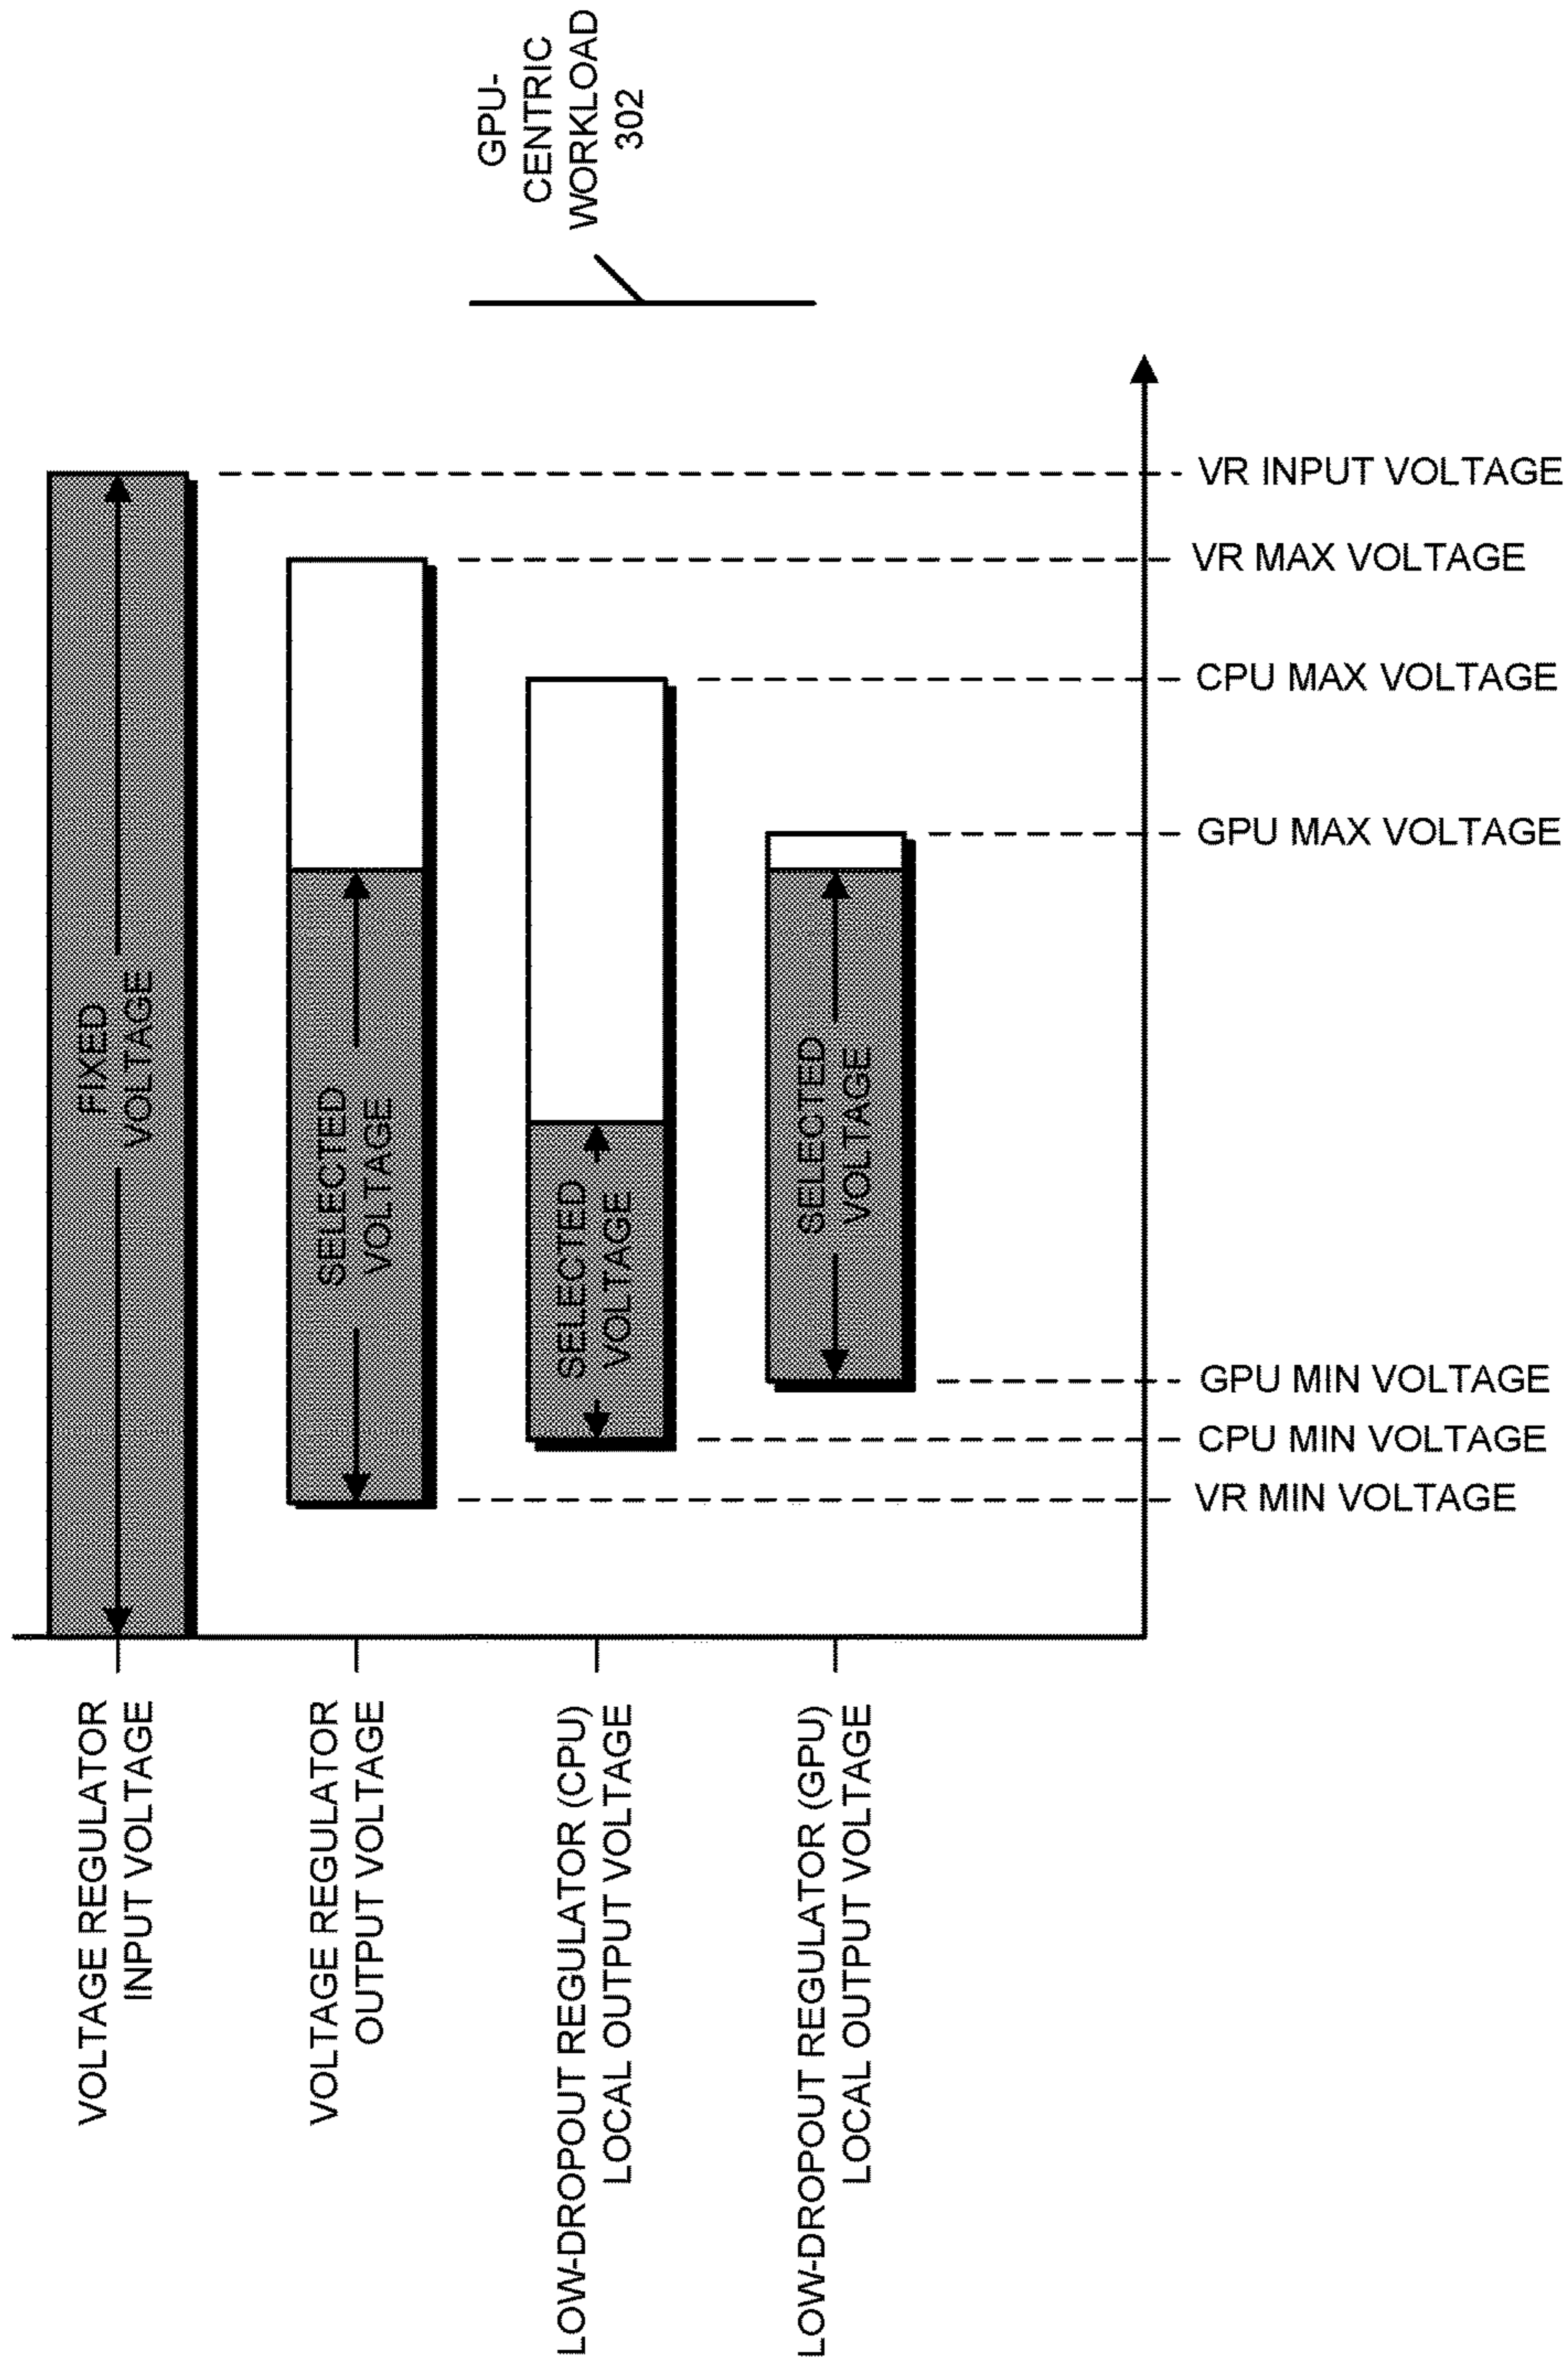 GPU-
CENTRIC
WORKLOAD
302
VR INPUT VOLTAGE
VR MAX VOLTAGE
CPU MAX VOLTAGE
GPU MAX VOLTAGE
GPU MIN VOLTAGE
CPU MIN VOLTAGE
VR MIN VOLTAGE
FIXED
VOLTAGE
SELECTED
VOLTAGE
SELECTED
VOLTAGE
SELECTED
VOLTAGE
VOLTAGE REGULATOR
INPUT VOLTAGE
VOLTAGE REGULATOR
OUTPUT VOLTAGE
LOW-DROPOUT REGULATOR (CPU)
LOCAL OUTPUT VOLTAGE
LOW-DROPOUT REGULATOR (GPU)
LOCAL OUTPUT VOLTAGE